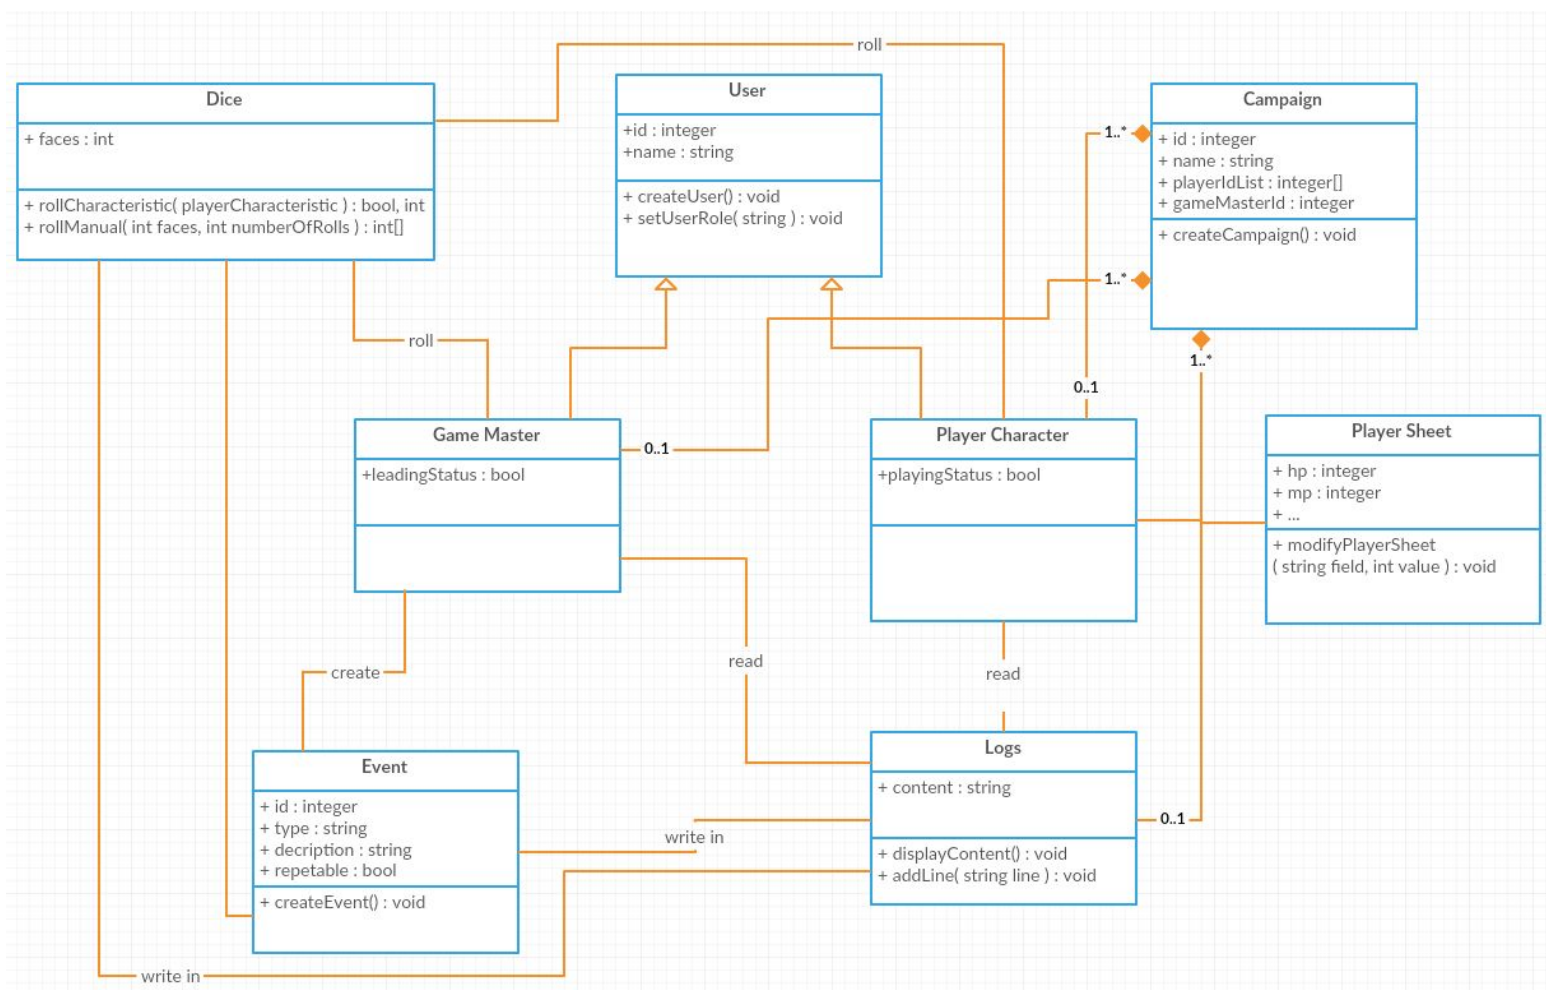 roll
Dice
+ faces : int
+ rollCharacteristic( playerCharacteristic ) : bool, int
+ rollManual( int faces, int numberOfRolls ) : int[]
User
+id : integer
+name : string
+ createUser() : void
+ setUserRole( string ) : void
Campaign
+ id : integer
+ name : string
+ playerIdList : integer[]
+ gameMasterId : integer
+ createCampaign() : void
1..*
1..*
1..*
roll
0..1
Game Master
+leadingStatus : bool
0..1
Player Character
+playingStatus : bool
Player Sheet
+ hp : integer
+ mp : integer
+ ...
+ modifyPlayerSheet
( string field, int value ) : void
create
read
read
Event
+ id : integer
+ type : string
+ decription : string
+ repetable : bool
+ createEvent() : void
write in
Logs
+ content : string
+ displayContent() : void
+ addLine( string line ) : void
0..1
write in